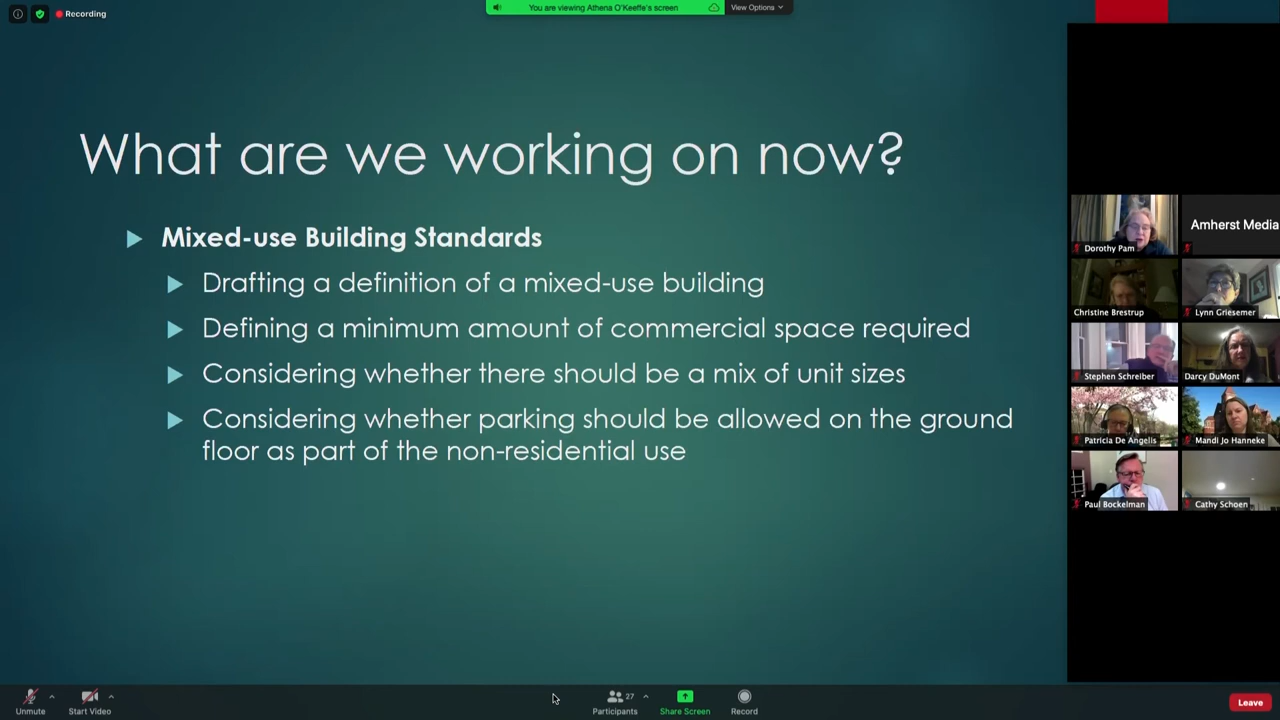 Recording
You are viewing Athena O'Keeffe's screen
View Options
What are we working on now?
Mixed-use Building Standards
Drafting a definition of a mixed-use building
Defining a minimum amount of commercial space required
Considering whether there should be a mix of unit sizes
Considering whether parking should be allowed on the ground
floor as part of the non-residential use
Dorothy Pam
Amherst Media
Christine Brestrup
Lynn Griesemer
Stephen Schreiber
Darcy DuMont
Patricia De Angelis
Mandi Jo Hanneke
Paul Bockelman
Cathy Schoen
Unmute
Start Video
27
Participants
Share Screen
Record
Leave